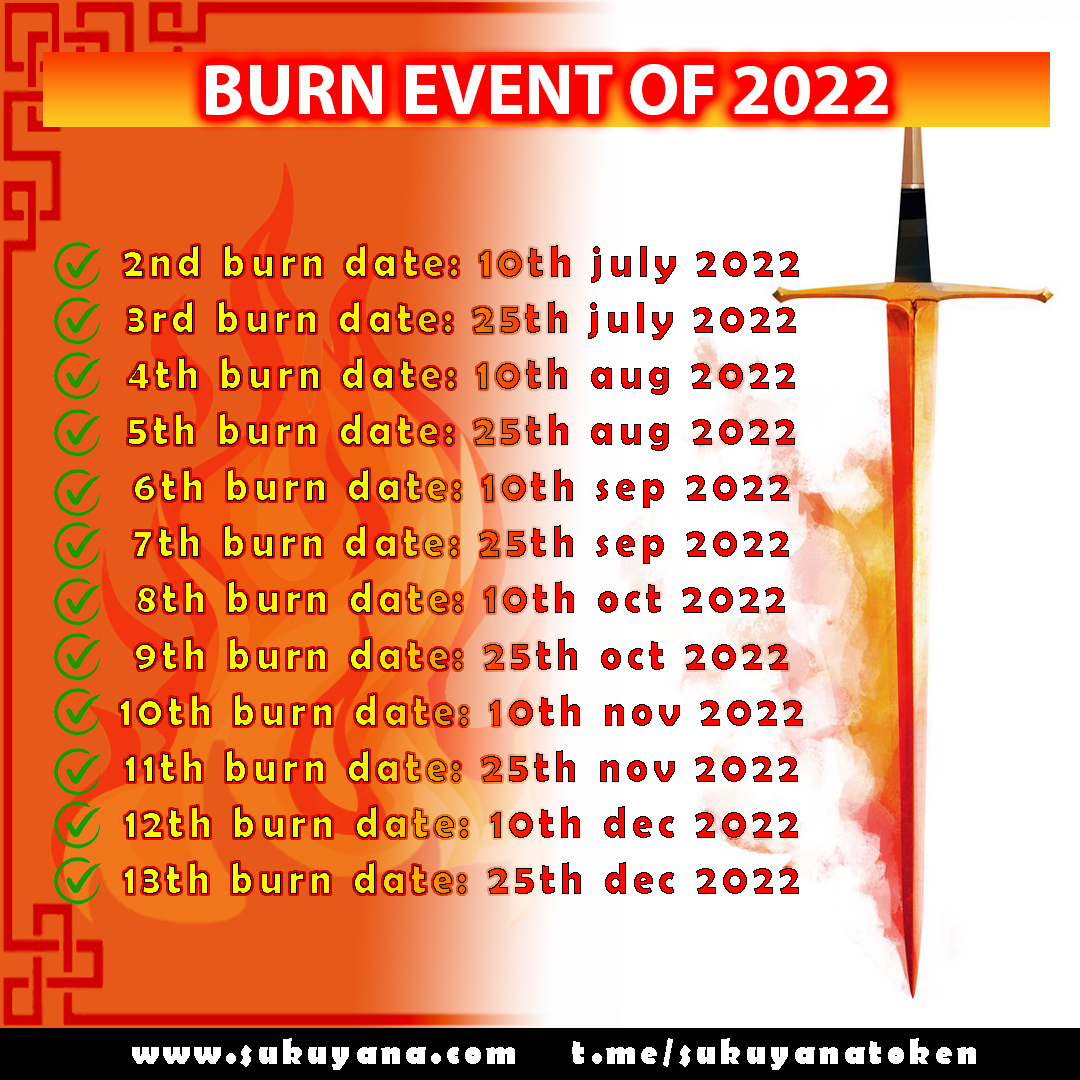 BURN EVENT OF 2022
2nd burn date: 10th july 2022
3rd burn date: 25th july 2022
4th burn date: 10th aug 2022
5th burn date: 25th aug 2022
6th burn date: 10th sep 2022
7th burn date: 25th sep 2022
8th burn date: 10th oct 2022
9th burn date: 25th oct 2022
10th burn date: 10th nov 2022
11th burn date: 25th nov 2022
12th burn date: 10th dec 2022
13th burn date: 25th dec 2022
www.sukuyana.com t.me/sukuyanatoken